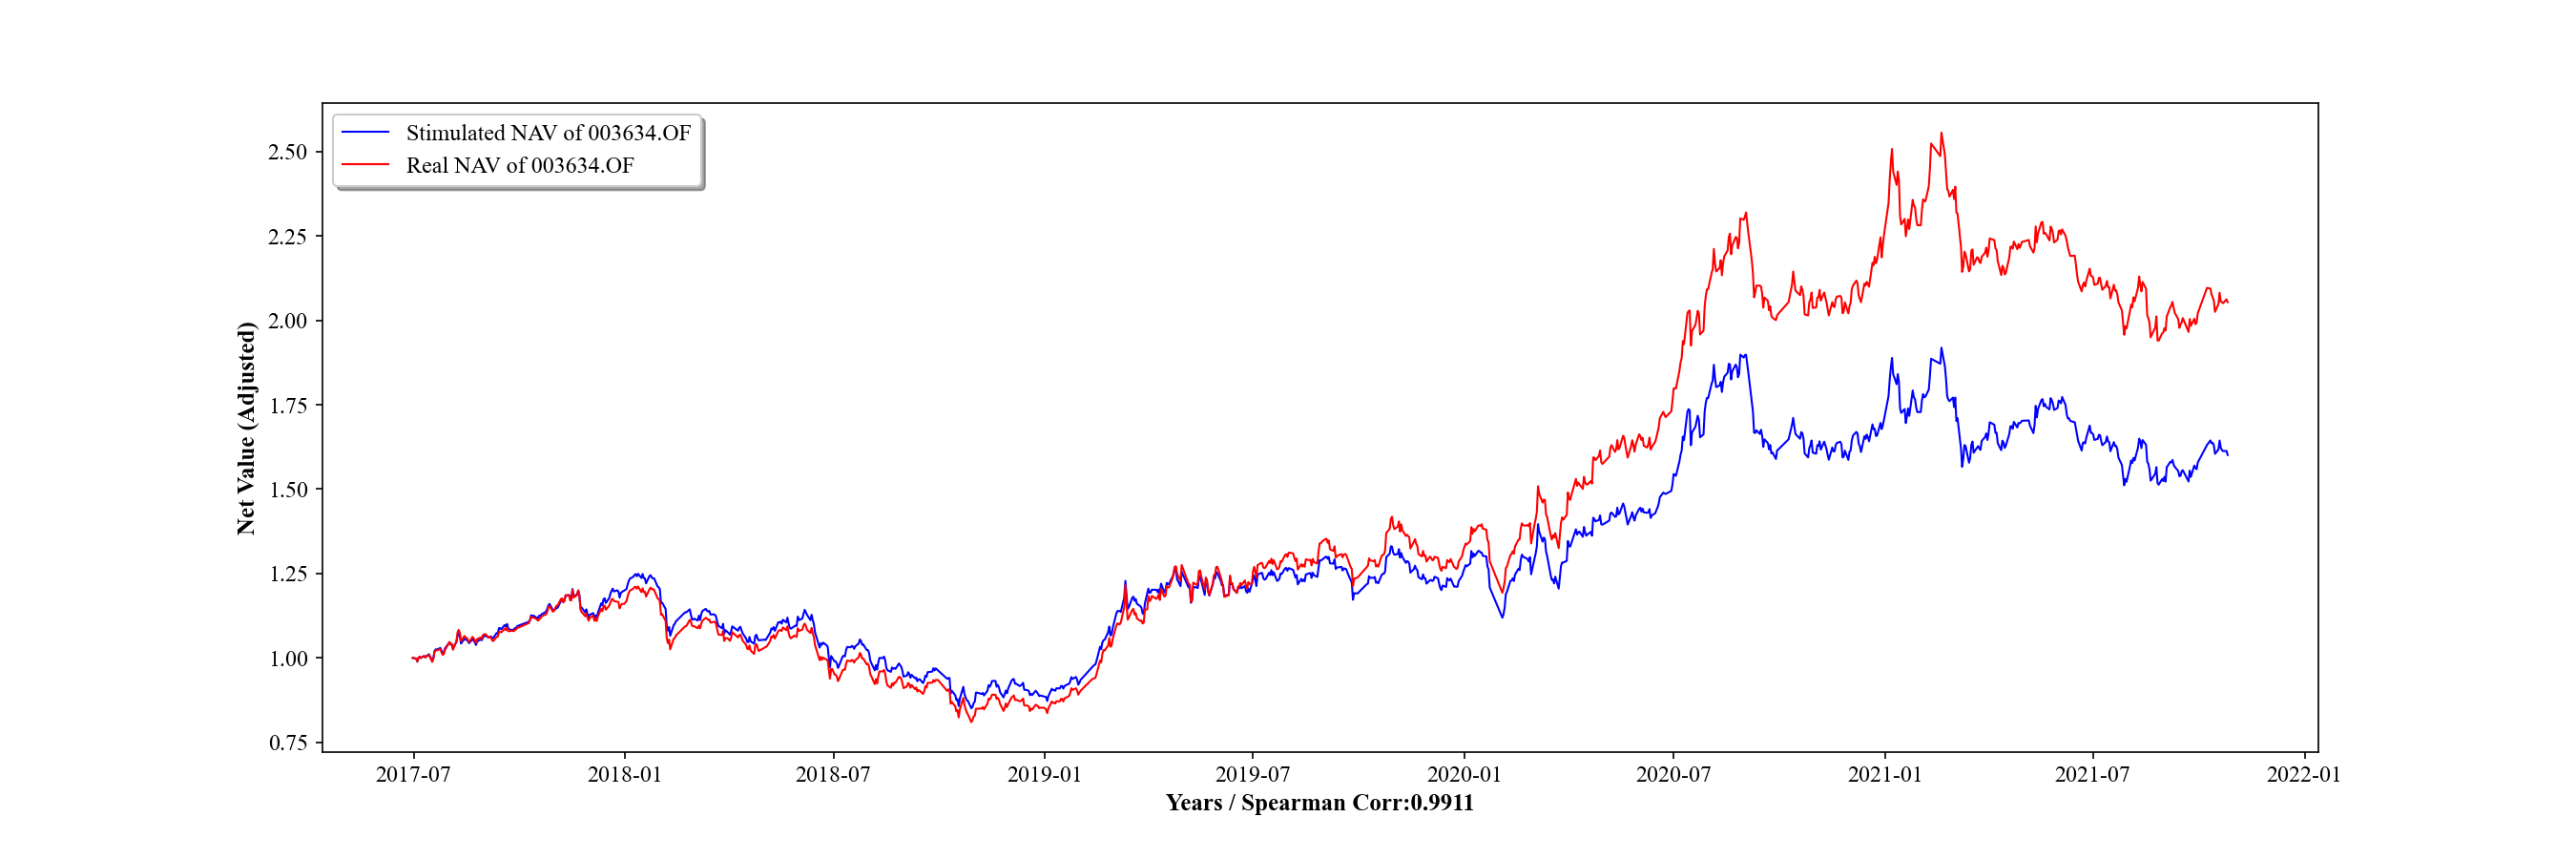 Stimulated NAV of 003634.OF
Real NAV of 003634.OF
2.50
2.25
2.00
1.75
1.50
1.25
1.00
0.75
Net Value (Adjusted)
2017-07 2018-01 2018-07 2019-01 2019-07 2020-01 2020-07 2021-01 2021-07 2022-01
Years / Spearman Corr:0.9911